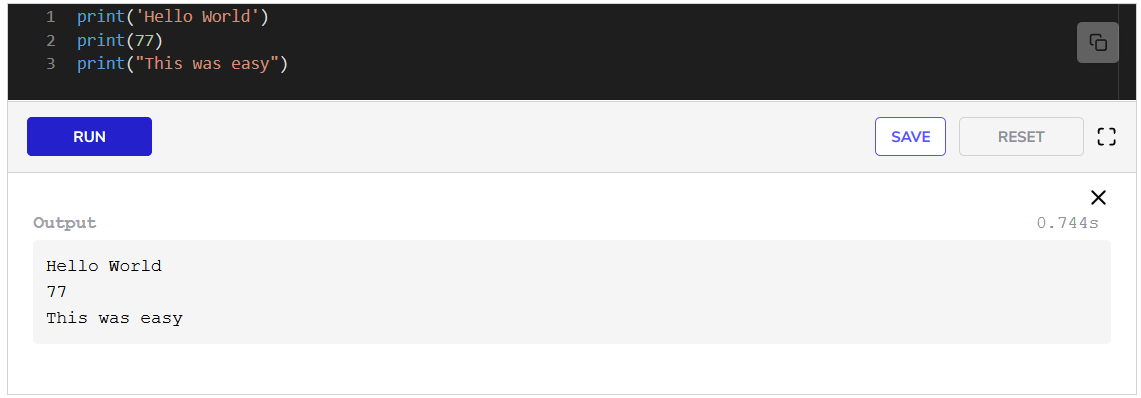 1 print('Hello World')
2 print(77)
3 print("This was easy")
RUN SAVE RESET
Output 0.744s
Hello World
77
This was easy